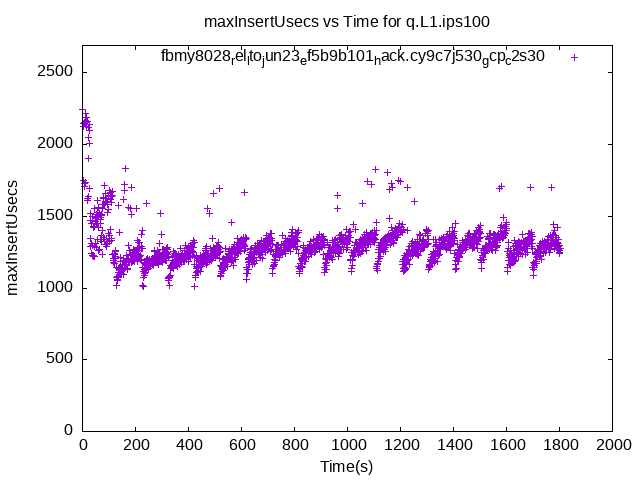 maxInsertUsecs vs Time for q.L1.ips100
fbmy8028relltojun23ef5b9b101hack.cy9c7j530gcpc2s30
2500
2000
1500
1000
500
0
maxInsertUsecs
0 200 400 600 800 1000 1200 1400 1600 1800 2000
Time(s)